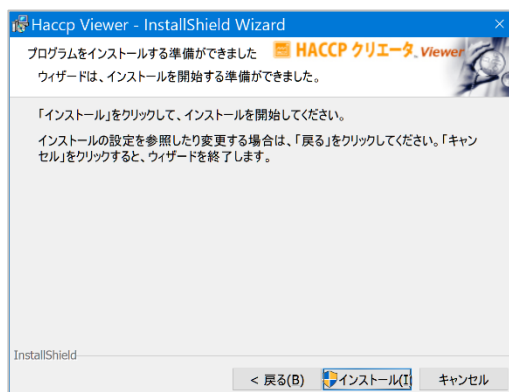 Haccp Viewer - InstallShield Wizard
プログラムをインストールする準備ができました
HACCP クリエータ Viewer
ウィザードは、インストールを開始する準備ができました。
「インストール」をクリックして、インストールを開始してください。
インストールの設定を参照したり変更する場合は、「戻る」をクリックしてください。「キャン
セル」をクリックすると、ウィザードを終了します。
InstallShield
< 戻る(B)
インストール(I)
キャンセル